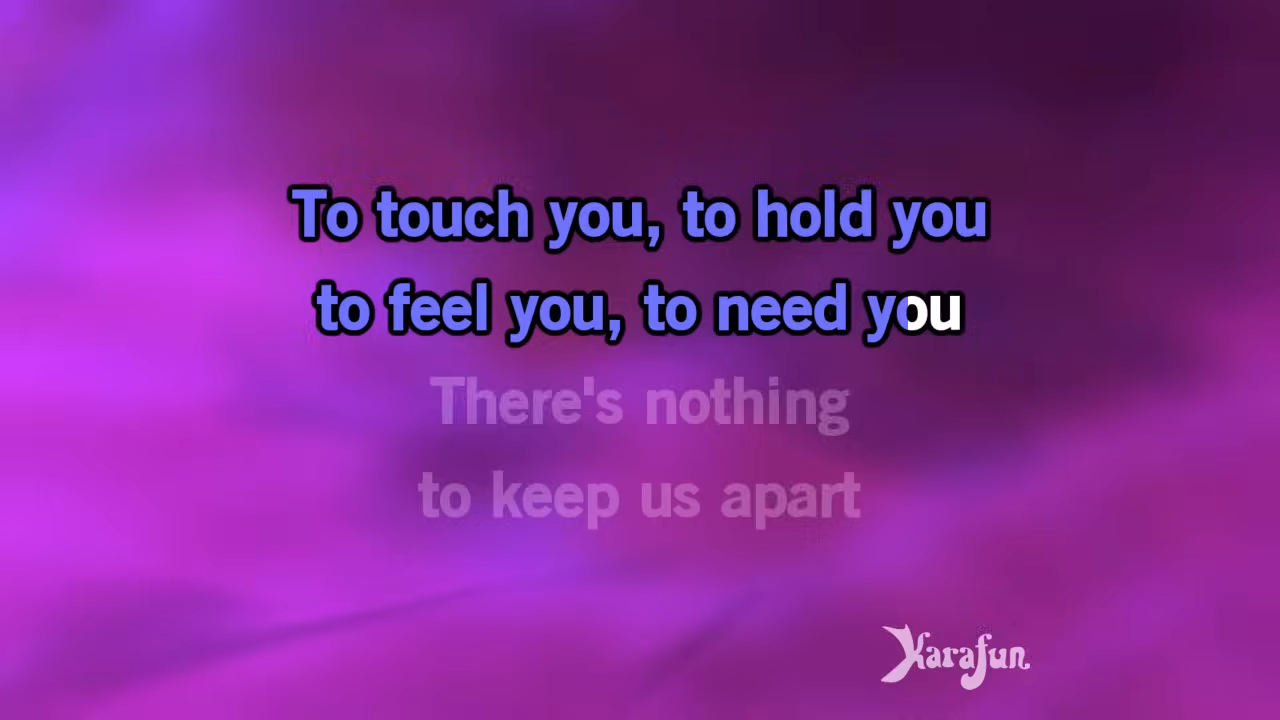 To touch you, to hold you
to feel you, to need you
There's nothing
to keep us apart
Karafun